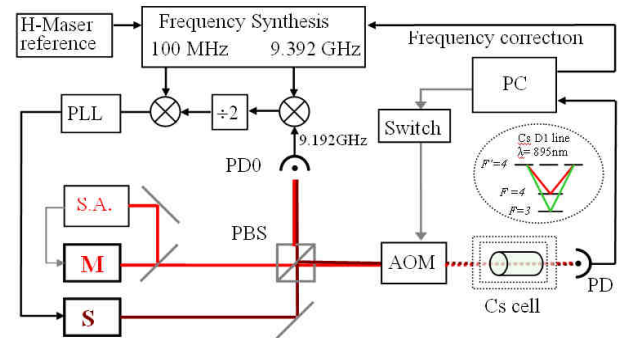 H-Maser
reference
Frequency Synthesis
100 MHz
9.392 GHz
Frequency correction
PC
PLL
÷2
9.192GHz
Switch
PD0
Cs D1 line
λ= 895nm
F'=4
F=4
F=3
S.A.
PBS
M
AOM
PD
S
Cs cell